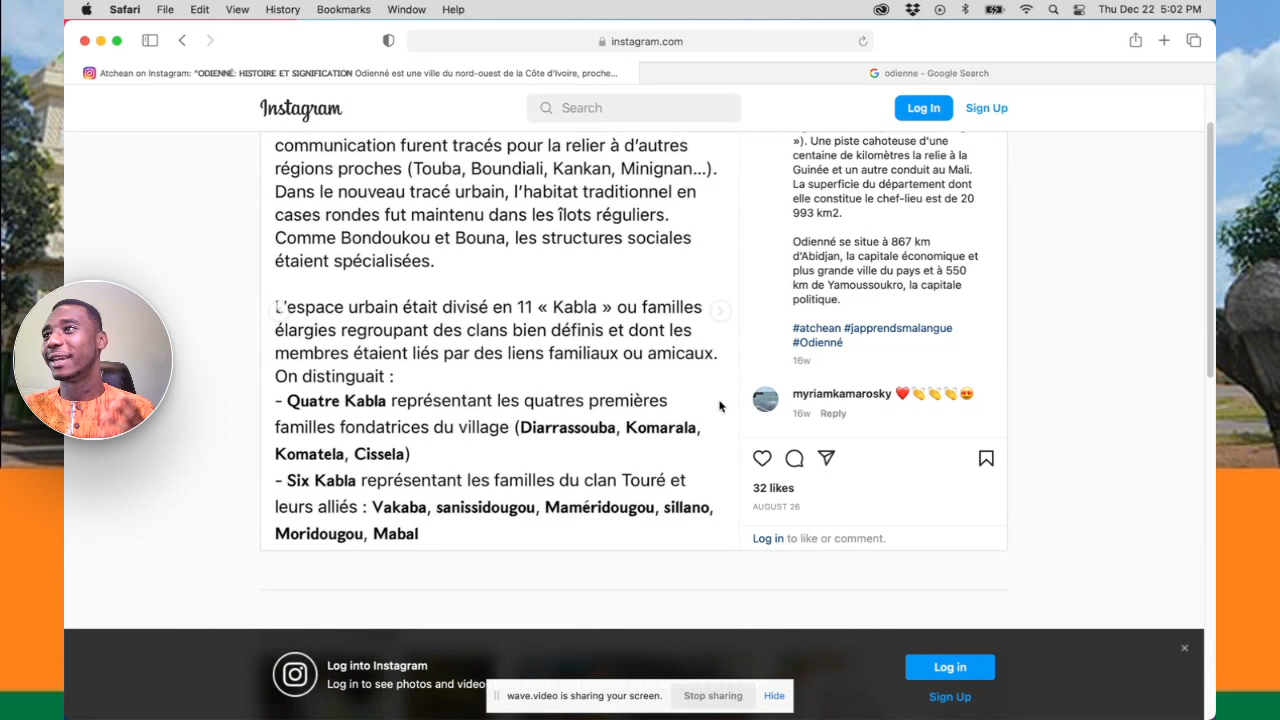 Safari File Edit View History Bookmarks Window Help Thu Dec 22 5:02 PM
instagram.com
Atchean on Instagram: "ODIENNÉ: HISTOIRE ET SIGNIFICATION Odienné est une ville du nord-ouest de la Côte d'Ivoire, proche...
odienne - Google Search
Instagram
Search
Log In
Sign Up
communication furent tracés pour la relier à d'autres
régions proches (Touba, Boundiali, Kankan, Minignan...).
Dans le nouveau tracé urbain, l'habitat traditionnel en
cases rondes fut maintenu dans les îlots réguliers.
Comme Bondoukou et Bouna, les structures sociales
étaient spécialisées.
L'espace urbain était divisé en 11 « Kabla » ou familles
élargies regroupant des clans bien définis et dont les
membres étaient liés par des liens familiaux ou amicaux.
On distinguait :
- Quatre Kabla représentant les quatres premières
familles fondatrices du village (Diarrassouba, Komarala,
Komatela, Cissela)
- Six Kabla représentant les familles du clan Touré et
leurs alliés : Vakaba, sanissidougou, Maméridougou, sillano,
Moridougou, Mabal
»). Une piste cahoteuse d'une
centaine de kilomètres la relie à la
Guinée et un autre conduit au Mali.
La superficie du département dont
elle constitue le chef-lieu est de 20
993 km2.
Odienné se situe à 867 km
d'Abidjan, la capitale économique et
plus grande ville du pays et à 550
km de Yamoussoukro, la capitale
politique.
#atchean #japprendsmalangue
#Odienné
16w
myriamkamarosky ❤️👏👏👏😍
16w Reply
32 likes
AUGUST 26
Log in to like or comment.
Log into Instagram
Log in to see photos and video
Log in
Sign Up
wave.video is sharing your screen. Stop sharing Hide